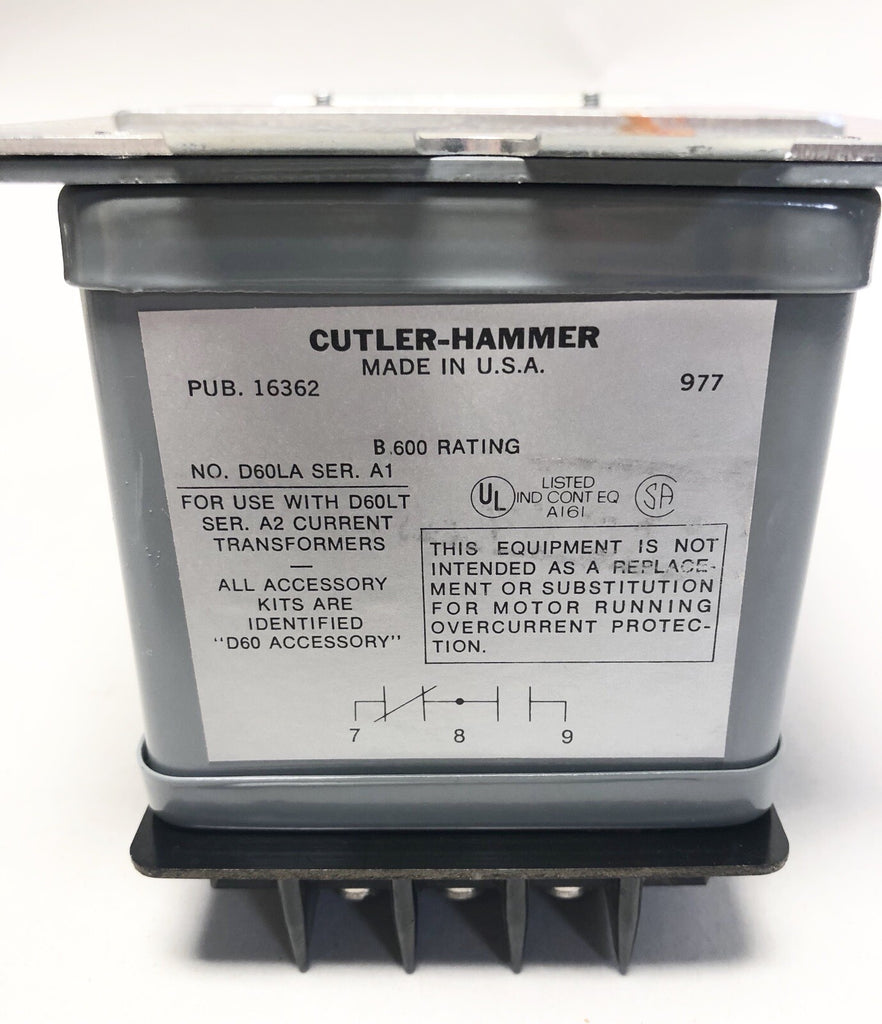 CUTLER-HAMMER
MADE IN U.S.A.
PUB. 16362
977
B.600 RATING
NO. D60LA SER. A1
FOR USE WITH D60LT
SER. A2 CURRENT
TRANSFORMERS
—
ALL ACCESSORY
KITS ARE
IDENTIFIED
"D60 ACCESSORY"
UL
LISTED
IND CONT EQ
A161
SA
THIS EQUIPMENT IS NOT
INTENDED AS A REPLACE-
MENT OR SUBSTITUTION
FOR MOTOR RUNNING
OVERCURRENT PROTEC-
TION.
7 8 9